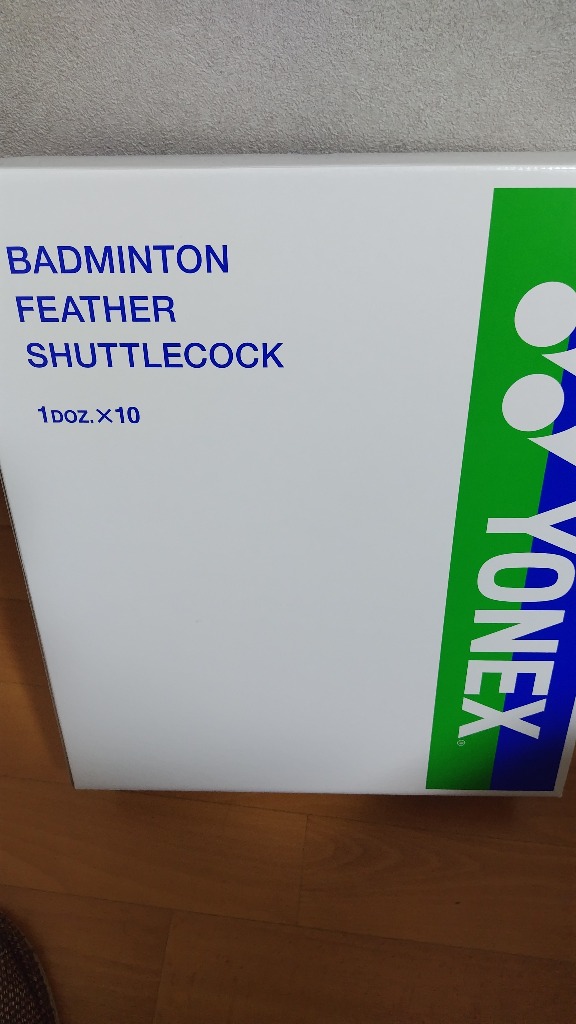 BADMINTON
FEATHER
SHUTTLECOCK
1DOZ.×10
YONEX®